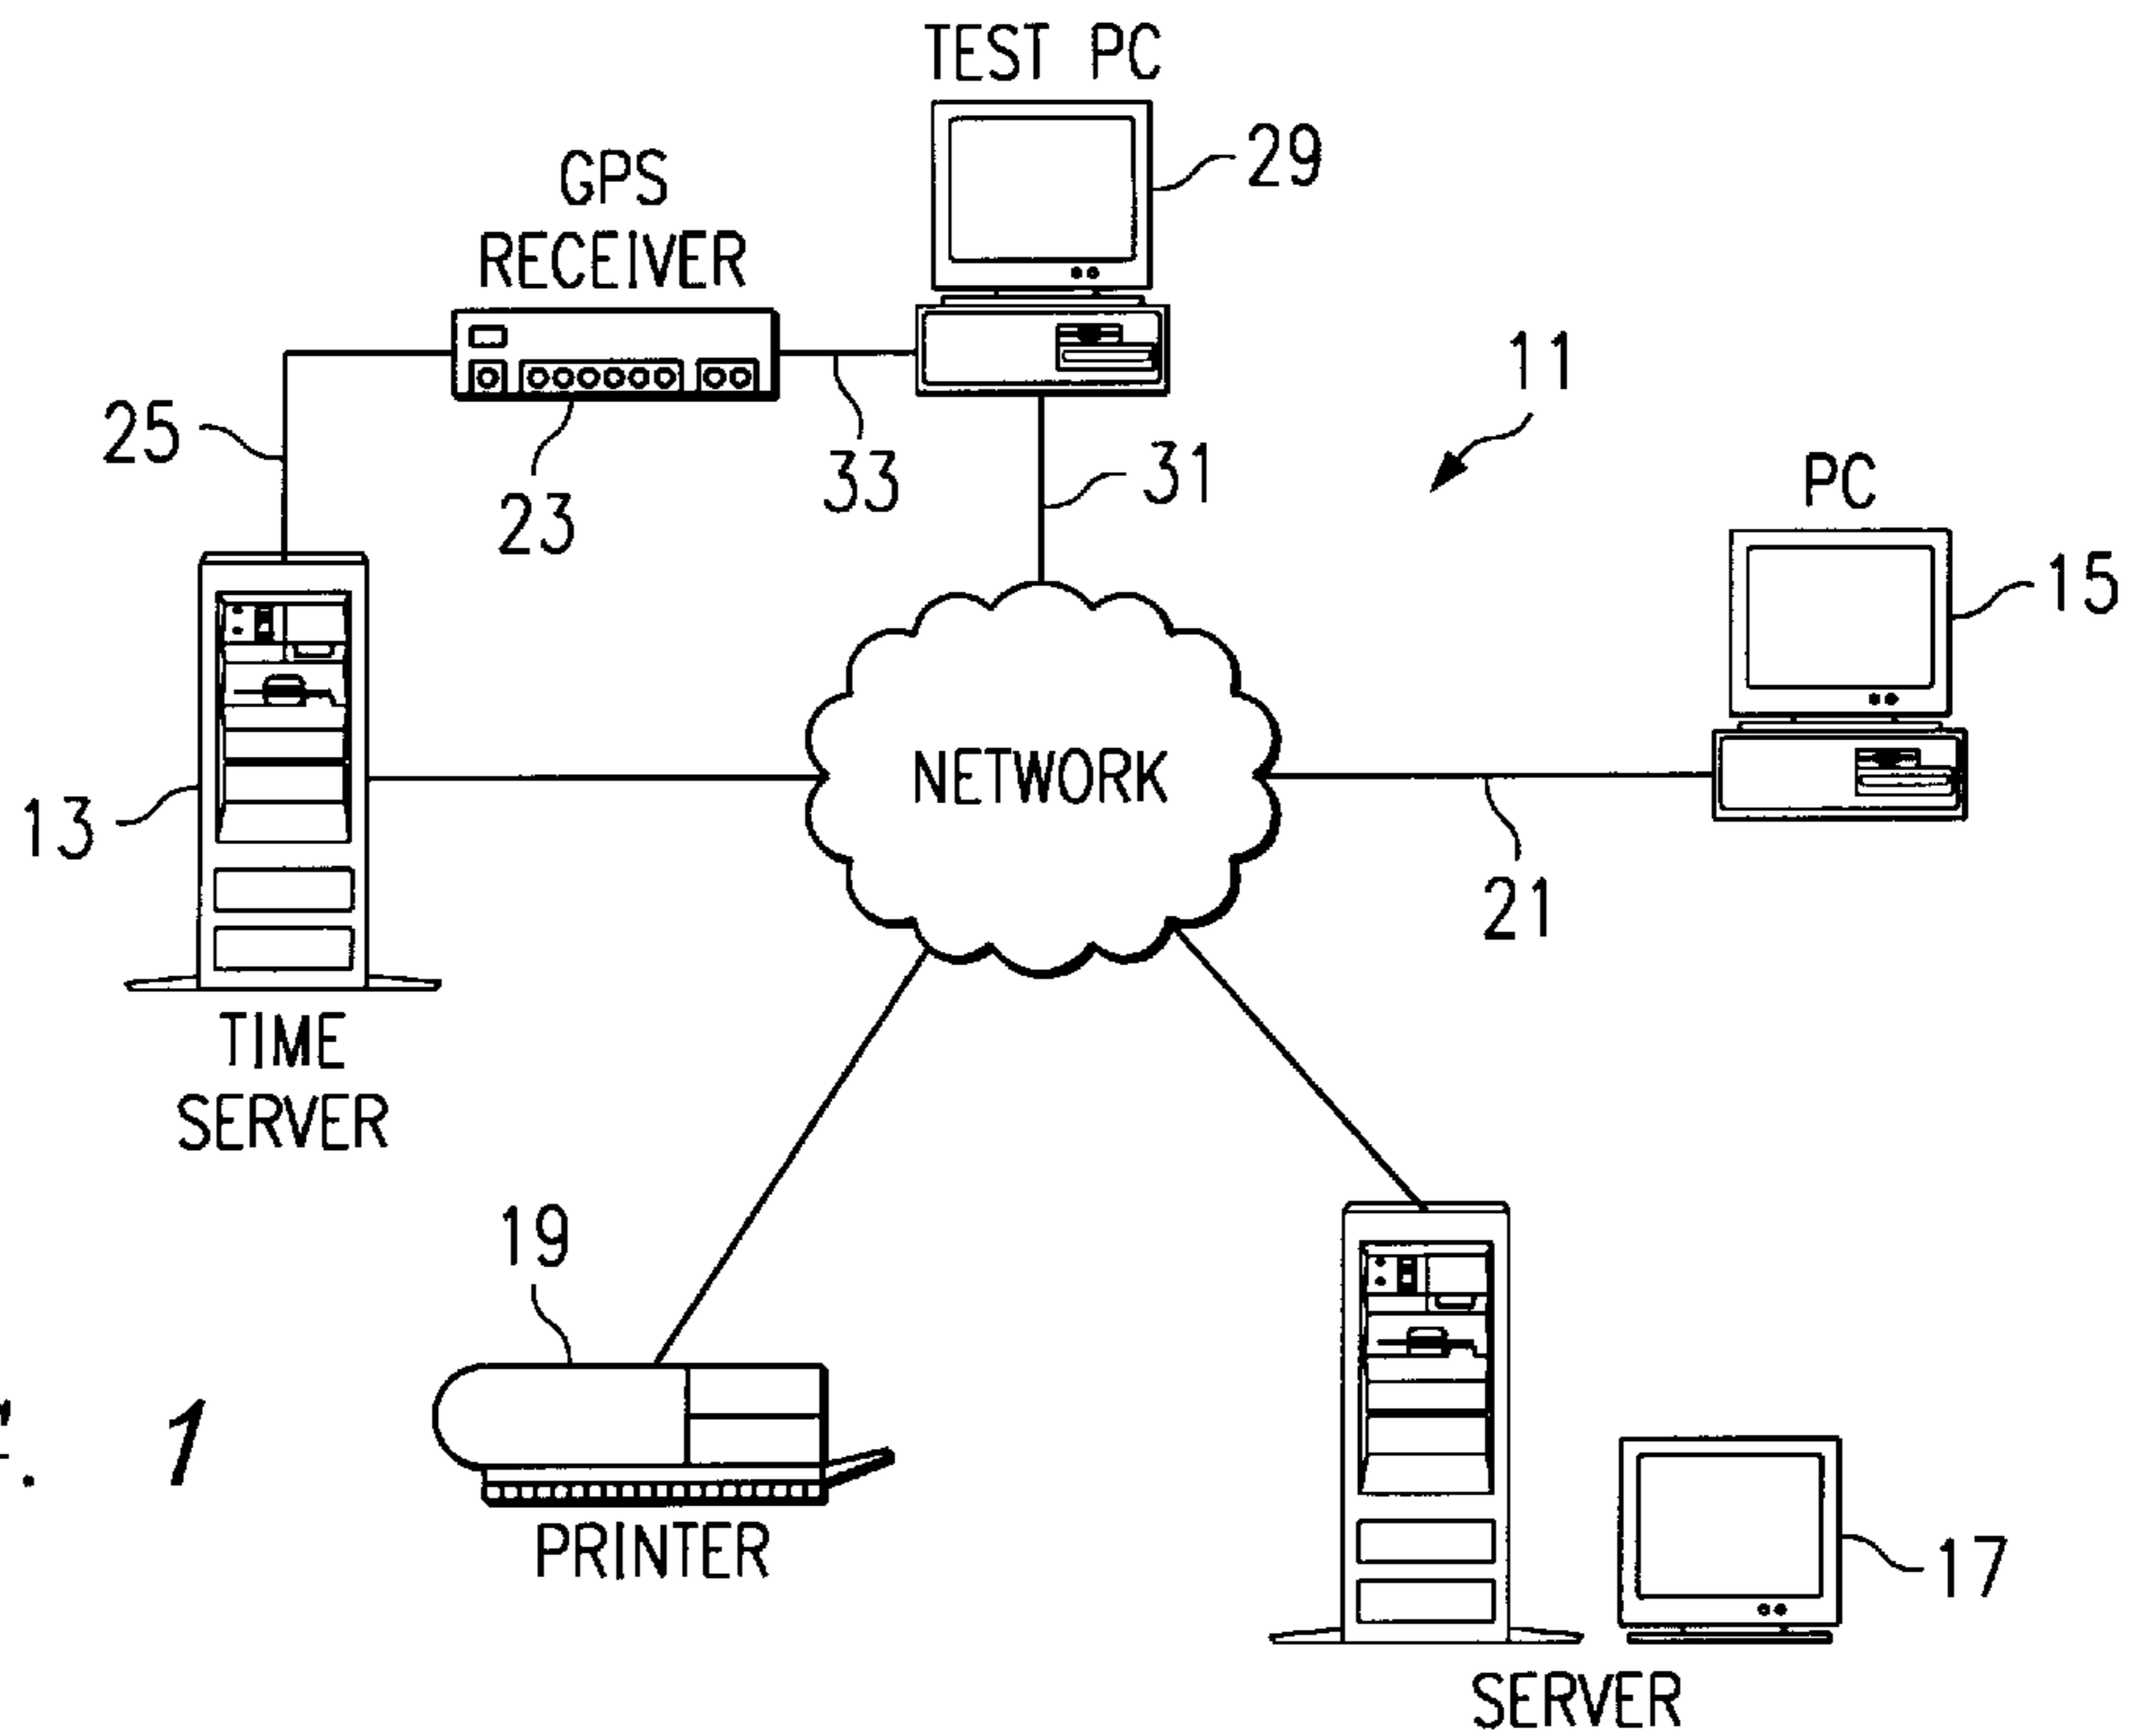 TEST PC
29
GPS
RECEIVER
11
25
23
33
31
PC
15
NETWORK
13
21
TIME
SERVER
19
1
PRINTER
17
SERVER